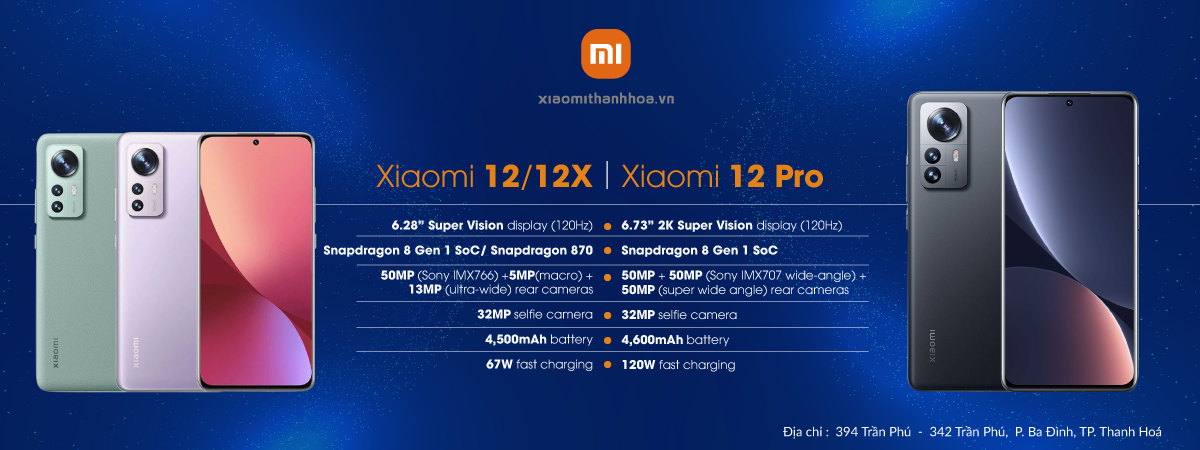 mi
xiaomithanhhoa.vn
Xiaomi 12/12X | Xiaomi 12 Pro
6.28" Super Vision display (120Hz) • 6.73" 2K Super Vision display (120Hz)
Snapdragon 8 Gen 1 SoC/ Snapdragon 870 • Snapdragon 8 Gen 1 SoC
50MP (Sony IMX766) +5MP(macro) + • 50MP + 50MP (Sony IMX707 wide-angle) +
13MP (ultra-wide) rear cameras 50MP (super wide angle) rear cameras
32MP selfie camera • 32MP selfie camera
4,500mAh battery • 4,600mAh battery
67W fast charging • 120W fast charging
xiaomi
xiaomi
xiaomi
Địa chỉ : 394 Trần Phú - 342 Trần Phú, P. Ba Đình, TP. Thanh Hoá